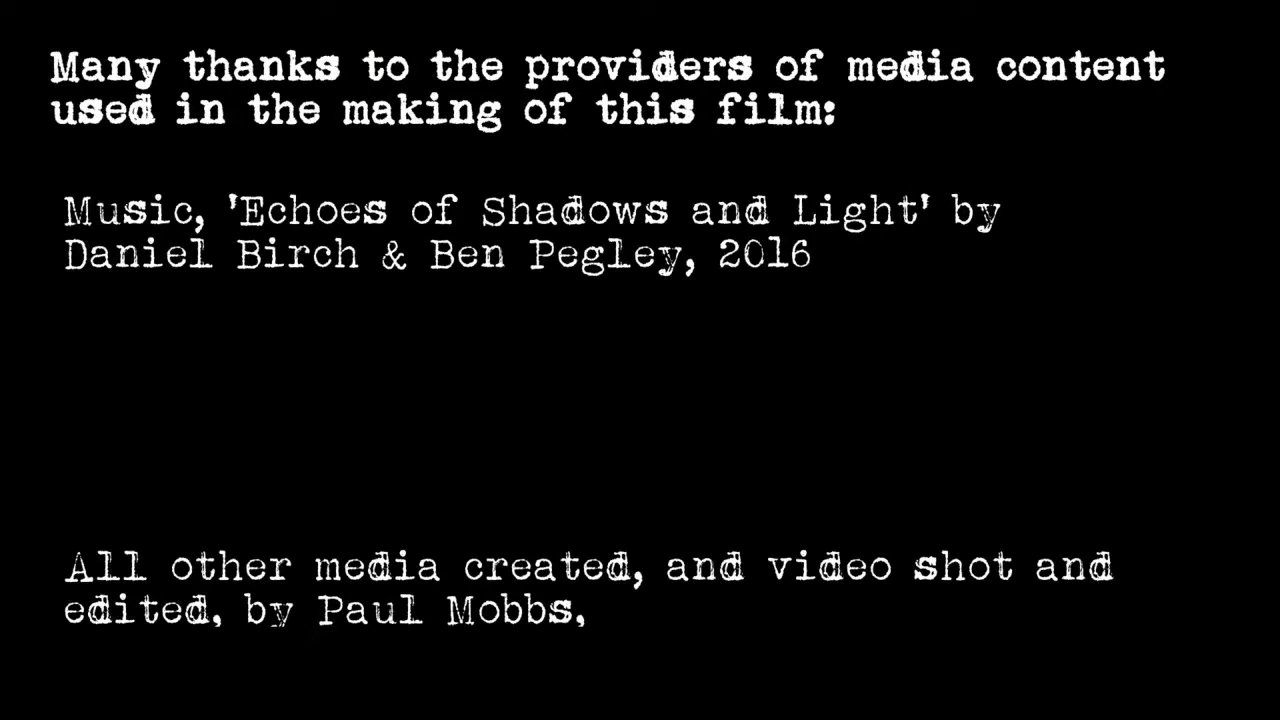 Many thanks to the providers of media content
used in the making of this film:
Music, 'Echoes of Shadows and Light' by
Daniel Birch & Ben Pegley, 2016
All other media created, and video shot and
edited, by Paul Mobbs,